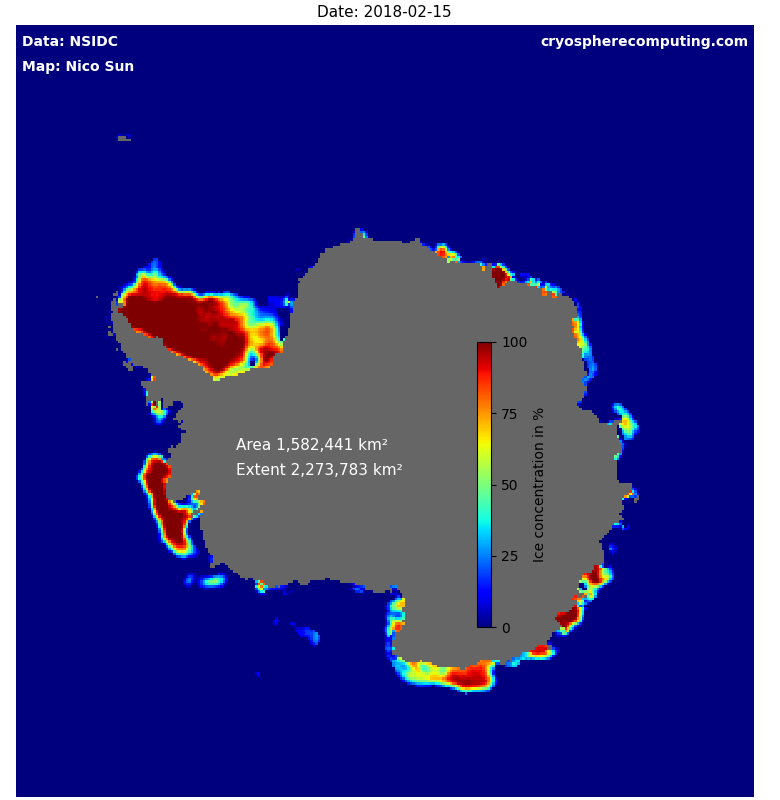 Date: 2018-02-15
Data: NSIDC
cryospherecomputing.com
Map: Nico Sun
100
75
50
25
0
Ice concentration in %
Area 1,582,441 km²
Extent 2,273,783 km²